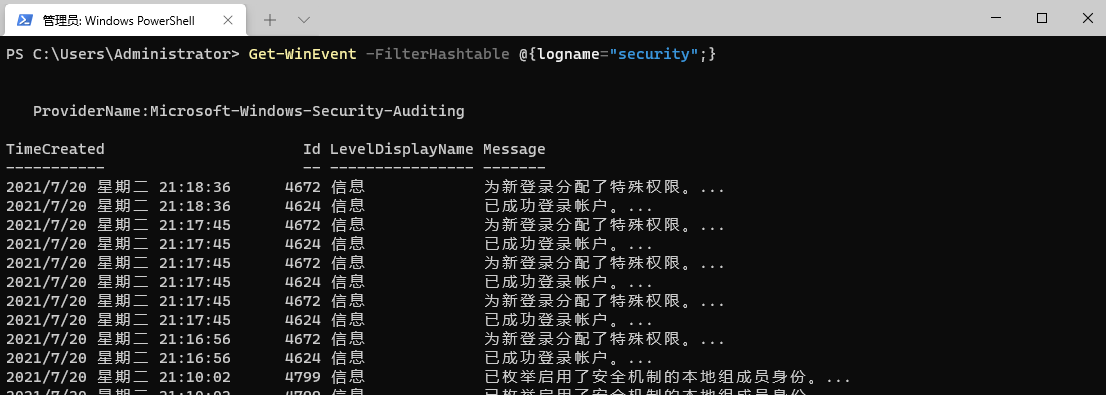 管理员: Windows PowerShell
PS C:\Users\Administrator> Get-WinEvent -FilterHashtable @{logname="security";}
ProviderName:Microsoft-Windows-Security-Auditing
TimeCreated Id LevelDisplayName Message
----------- -- ---------------- -------
2021/7/20 星期二 21:18:36 4672 信息 为新登录分配了特殊权限。...
2021/7/20 星期二 21:18:36 4624 信息 已成功登录帐户。...
2021/7/20 星期二 21:17:45 4672 信息 为新登录分配了特殊权限。...
2021/7/20 星期二 21:17:45 4624 信息 已成功登录帐户。...
2021/7/20 星期二 21:17:45 4672 信息 为新登录分配了特殊权限。...
2021/7/20 星期二 21:17:45 4624 信息 已成功登录帐户。...
2021/7/20 星期二 21:17:45 4672 信息 为新登录分配了特殊权限。...
2021/7/20 星期二 21:17:45 4624 信息 已成功登录帐户。...
2021/7/20 星期二 21:16:56 4672 信息 为新登录分配了特殊权限。...
2021/7/20 星期二 21:16:56 4624 信息 已成功登录帐户。...
2021/7/20 星期二 21:10:02 4799 信息 已枚举启用了安全机制的本地组成员身份。...